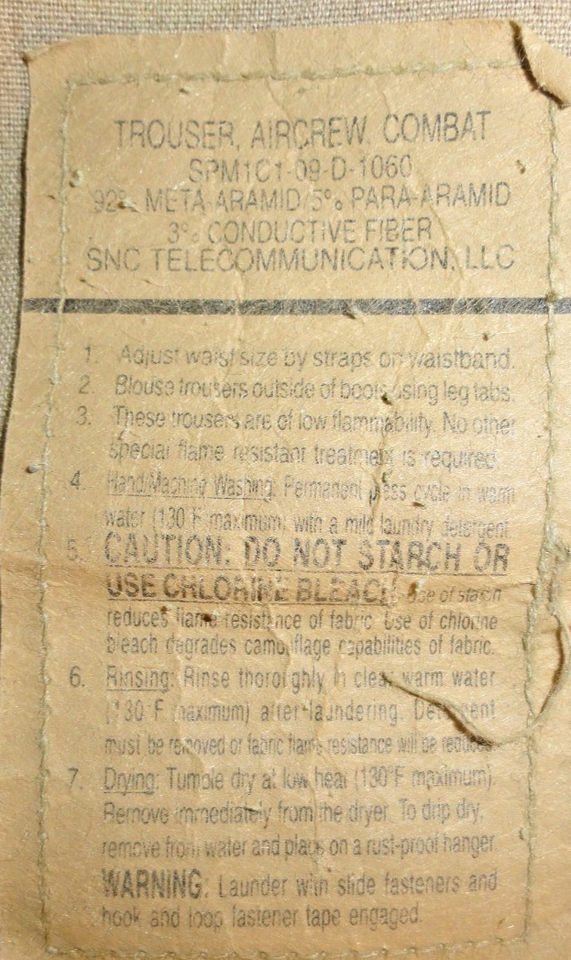 TROUSER, AIRCREW, COMBAT
SPM1C1-09-D-1060
92% META-ARAMID/5% PARA-ARAMID
3% CONDUCTIVE FIBER
SNC TELECOMMUNICATION, LLC
1. Adjust waist size by straps on waistband.
2. Blouse trousers outside of boots using leg tabs.
3. These trousers are of low flammability. No other
special flame resistant treatment is required.
4. Hand/Machine Washing: Permanent press cycle in warm
water (130°F maximum) with a mild laundry detergent.
5. CAUTION: DO NOT STARCH OR
USE CHLORINE BLEACH. Use of starch
reduces flame resistance of fabric. Use of chlorine
bleach degrades camouflage capabilities of fabric.
6. Rinsing: Rinse thoroughly in clear warm water
(130°F maximum) after laundering. Detergent
must be removed or fabric flame resistance will be reduced.
7. Drying: Tumble dry at low heat (130°F maximum).
Remove immediately from the dryer. To drip dry,
remove from water and place on a rust-proof hanger.
WARNING: Launder with slide fasteners and
hook and loop fastener tape engaged.